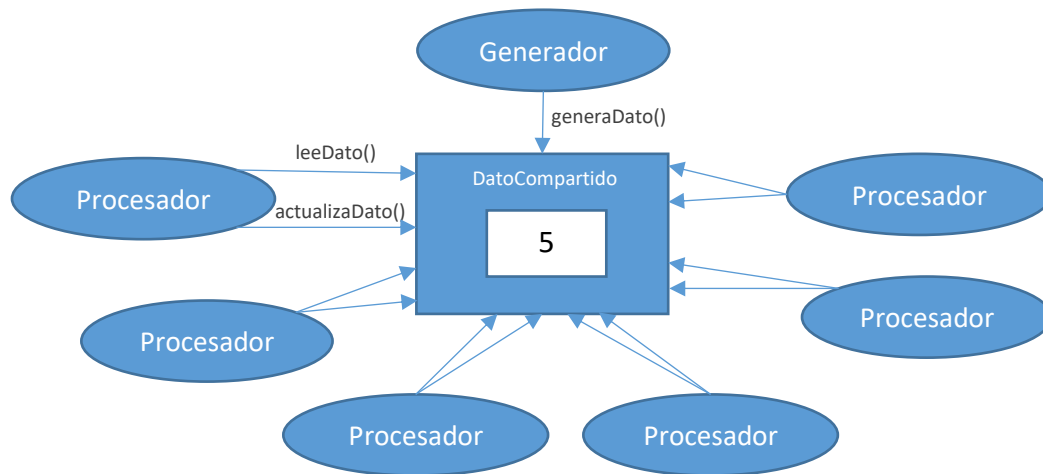 Generador
generaDato()
leeDato()
DatoCompartido
Procesador
Procesador
actualizaDato()
5
Procesador
Procesador
Procesador
Procesador